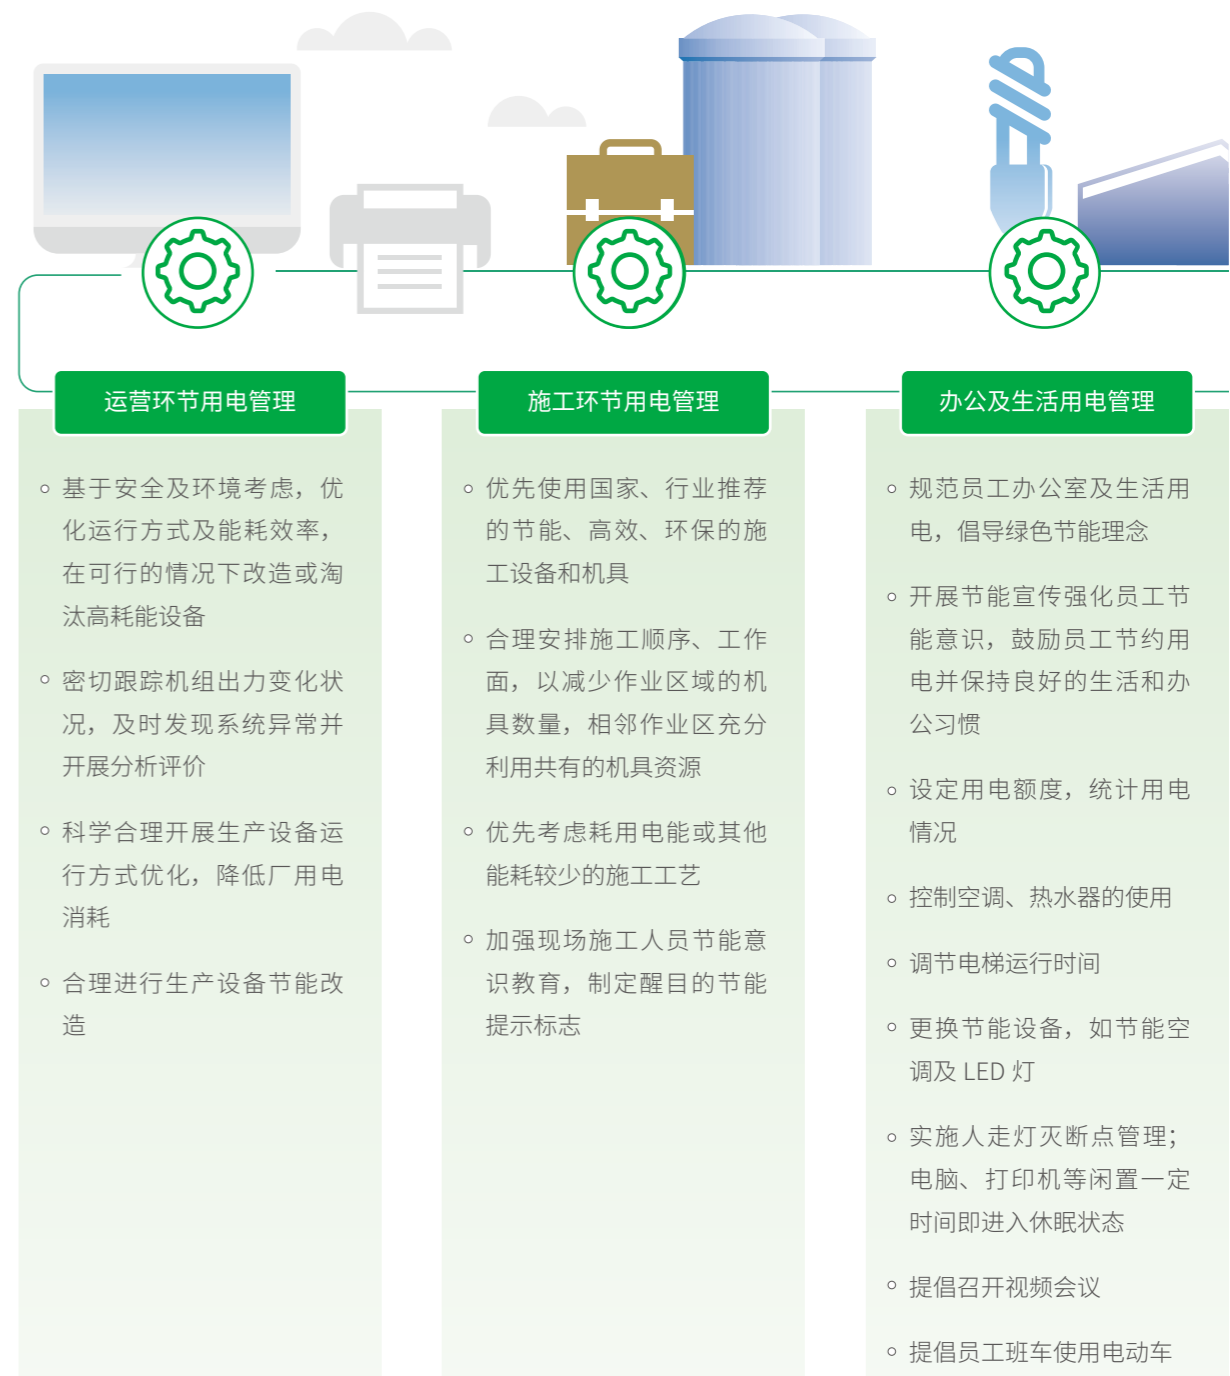 运营环节用电管理
基于安全及环境考虑，优
化运行方式及能耗效率，
在可行的情况下改造或淘
汰高耗能设备
密切跟踪机组出力变化状
况，及时发现系统异常并
开展分析评价
科学合理开展生产设备运
行方式优化，降低厂用电
消耗
合理进行生产设备节能改
造
施工环节用电管理
优先使用国家、行业推荐
的节能、高效、环保的施
工设备和机具
合理安排施工顺序、工作
面，以减少作业区域的机
具数量，相邻作业区充分
利用共有的机具资源
优先考虑耗用电能或其他
能耗较少的施工工艺
加强现场施工人员节能意
识教育，制定醒目的节能
提示标志
办公及生活用电管理
规范员工办公室及生活用
电，倡导绿色节能理念
开展节能宣传强化员工节
能意识，鼓励员工节约用
电并保持良好的生活和办
公习惯
设定用电额度，统计用电
情况
控制空调、热水器的使用
调节电梯运行时间
更换节能设备，如节能空
调及 LED 灯
实施人走灯灭断点管理；
电脑、打印机等闲置一定
时间即进入休眠状态
提倡召开视频会议
提倡员工班车使用电动车